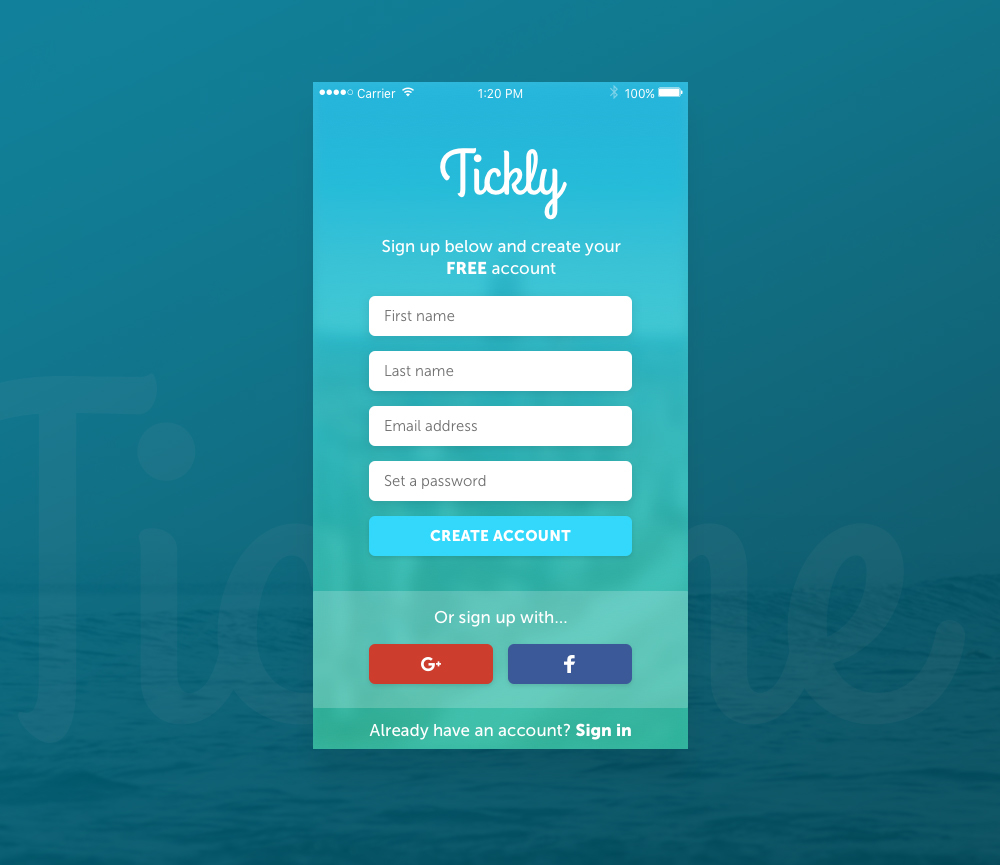 Carrier 1:20 PM 100%
Tickly
Sign up below and create your
FREE account
First name
Last name
Email address
Set a password
CREATE ACCOUNT
Or sign up with...
G+ f
Already have an account? Sign in